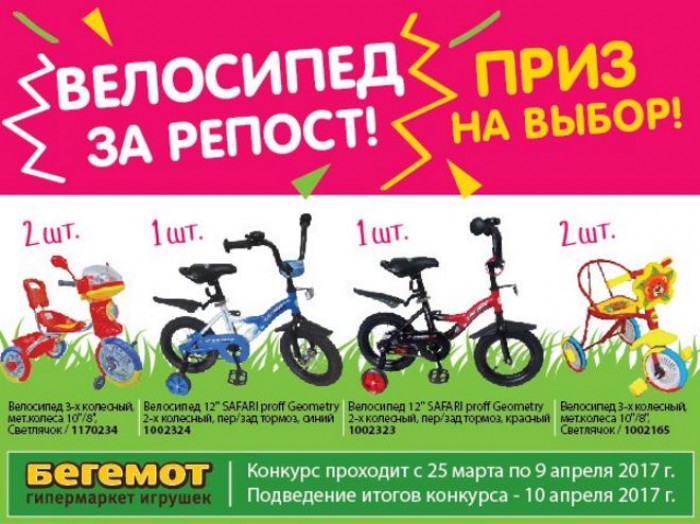 ВЕЛОСИПЕД
ЗА РЕПОСТ!
ПРИЗ
НА ВЫБОР!
2 шт.
1 шт.
1 шт.
2 шт.
Велосипед 3-х колесный,
мет.колеса 10"/8",
Светлячок / 1170234
Велосипед 12" SAFARI proff Geometry
2-х колесный, пер/зад тормоз, синий
1002324
Велосипед 12" SAFARI proff Geometry
2-х колесный, пер/зад тормоз, красный
1002323
Велосипед 3-х колесный,
мет.колеса 10"/8",
Светлячок / 1002165
Бегемот
гипермаркет игрушек
Конкурс проходит с 25 марта по 9 апреля 2017 г.
Подведение итогов конкурса - 10 апреля 2017 г.